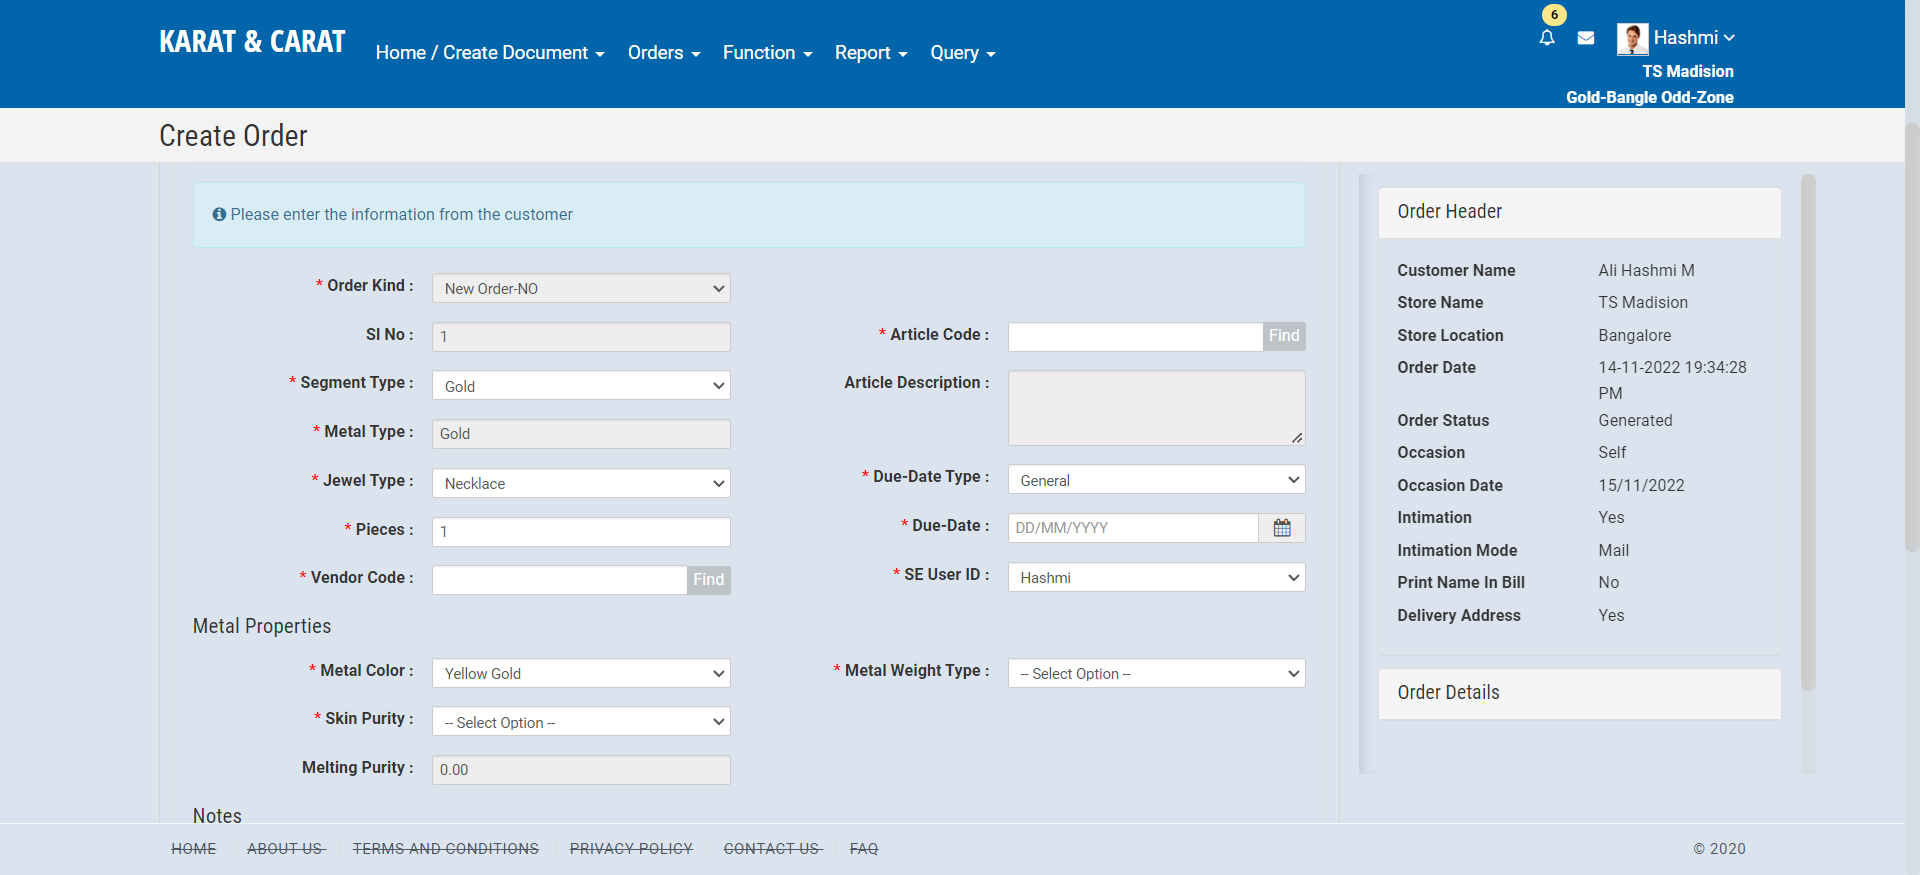 KARAT & CARAT
Home / Create Document
Orders
Function
Report
Query
6
Hashmi
TS Madision
Gold-Bangle Odd-Zone
Create Order
Please enter the information from the customer
* Order Kind :
New Order-NO
SI No :
1
* Article Code :
Find
* Segment Type :
Gold
Article Description :
* Metal Type :
Gold
* Jewel Type :
Necklace
* Due-Date Type :
General
* Pieces :
1
* Due-Date :
DD/MM/YYYY
* Vendor Code :
Find
* SE User ID :
Hashmi
Metal Properties
* Metal Color :
Yellow Gold
* Metal Weight Type :
-- Select Option --
* Skin Purity :
-- Select Option --
Melting Purity :
0.00
Notes
Order Header
Customer Name Ali Hashmi M
Store Name TS Madision
Store Location Bangalore
Order Date 14-11-2022 19:34:28
PM
Order Status Generated
Occasion Self
Occasion Date 15/11/2022
Intimation Yes
Intimation Mode Mail
Print Name In Bill No
Delivery Address Yes
Order Details
HOME ABOUT US TERMS AND CONDITIONS PRIVACY POLICY CONTACT US FAQ
© 2020